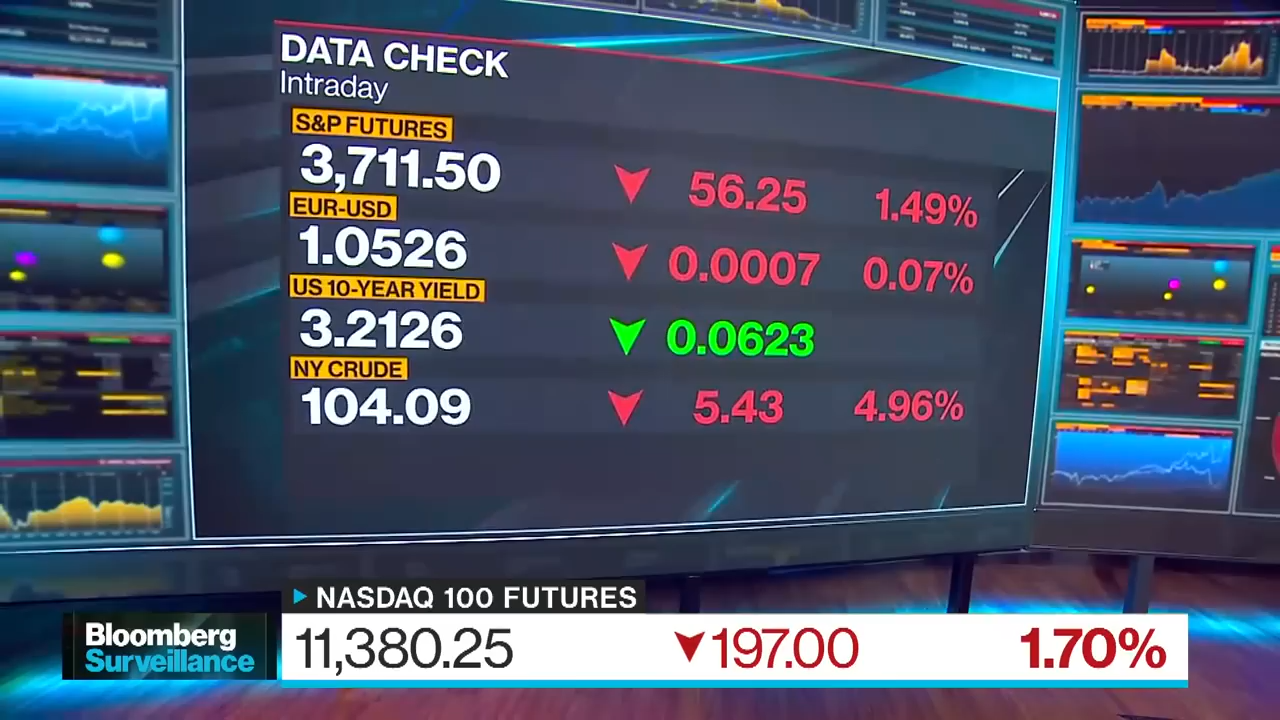 DATA CHECK
Intraday
S&P FUTURES
3,711.50 56.25 1.49%
EUR-USD
1.0526 0.0007 0.07%
US 10-YEAR YIELD
3.2126 0.0623
NY CRUDE
104.09 5.43 4.96%
NASDAQ 100 FUTURES
Bloomberg
Surveillance
11,380.25 197.00 1.70%